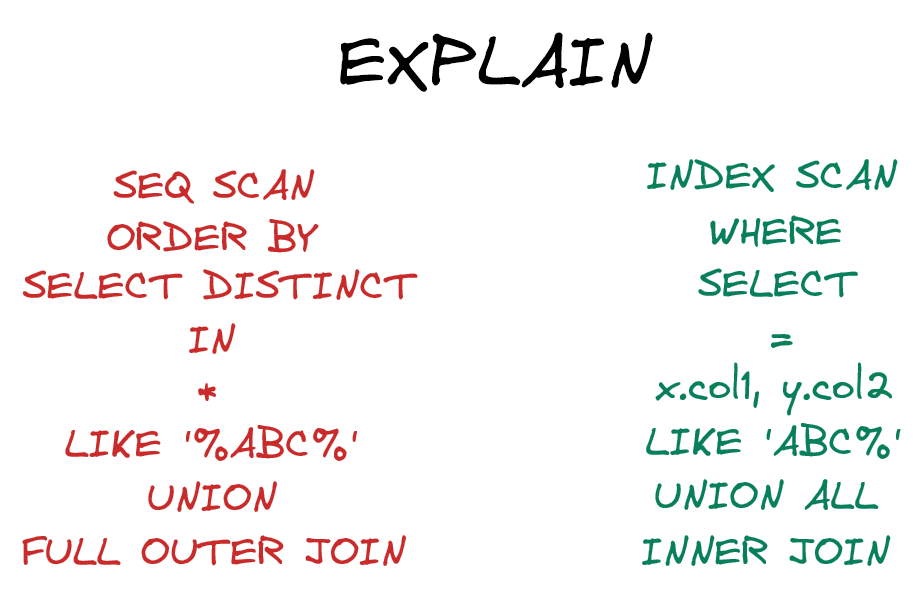 EXPLAIN
SEQ SCAN
ORDER BY
SELECT DISTINCT
IN
*
LIKE '%ABC%'
UNION
FULL OUTER JOIN
INDEX SCAN
WHERE
SELECT
=
x.col1, y.col2
LIKE 'ABC%'
UNION ALL
INNER JOIN